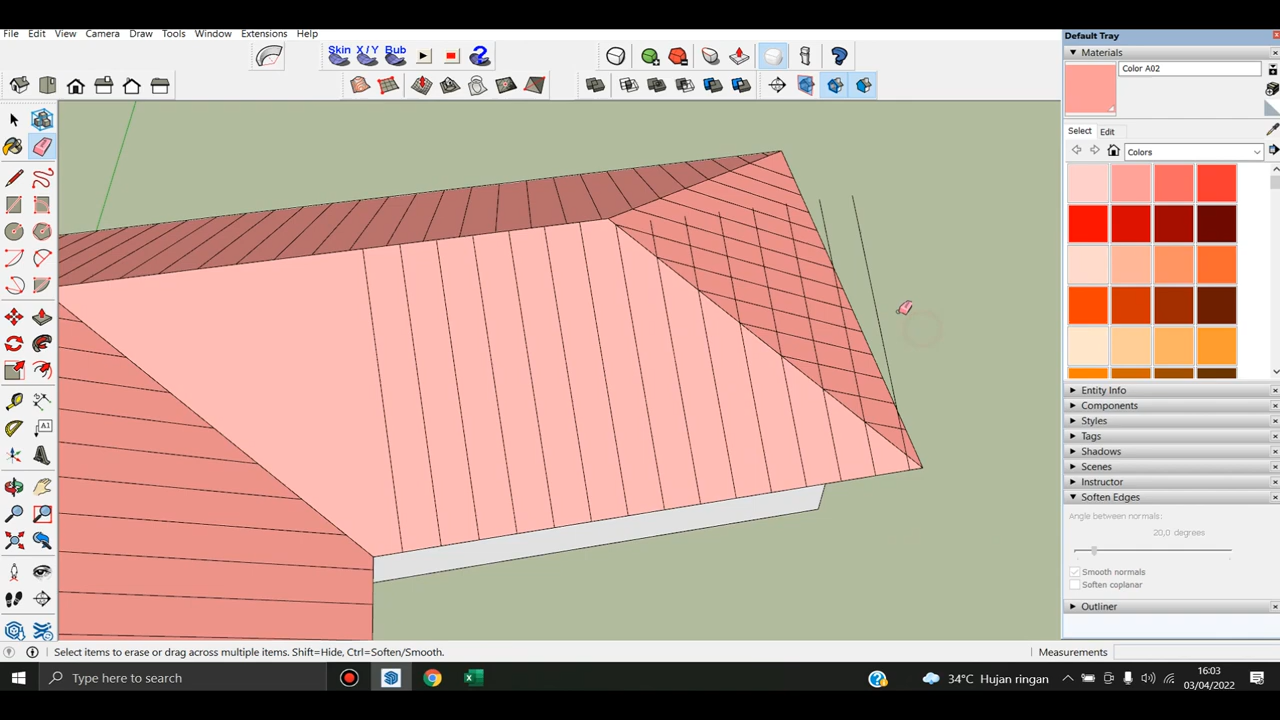 Default Tray
File Edit View Camera Draw Tools Window Extensions Help
Skin X/Y Bub
Materials
Color A02
Select Edit
Colors
Entity Info
Components
Styles
Tags
Shadows
Scenes
Instructor
Soften Edges
Angle between normals:
20,0 degrees
Smooth normals
Soften coplanar
Outliner
A1
Select items to erase or drag across multiple items. Shift=Hide, Ctrl=Soften/Smooth.
Measurements
Type here to search
34°C Hujan ringan
16:03
03/04/2022